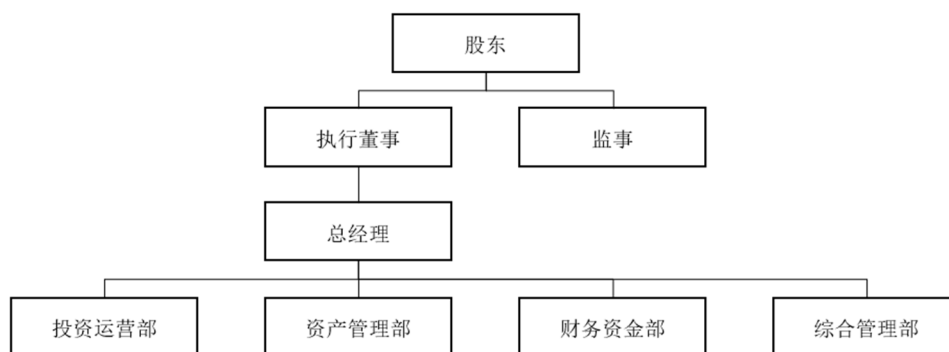 股东
执行董事
监事
总经理
投资运营部
资产管理部
财务资金部
综合管理部